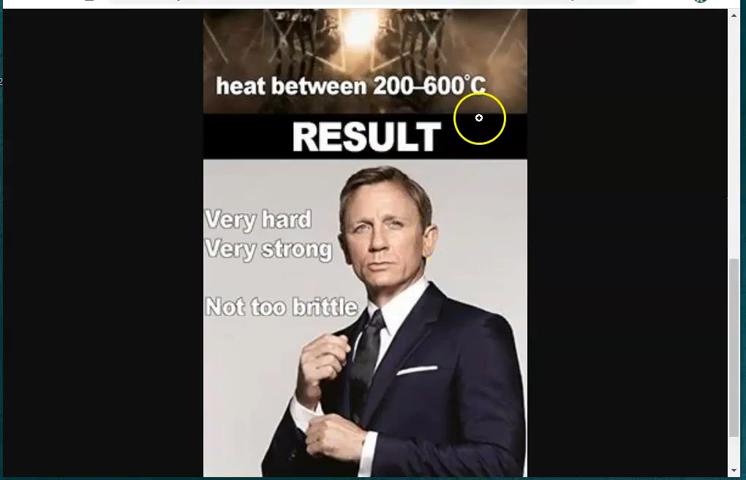 heat between 200–600°C
RESULT
Very hard
Very strong
Not too brittle